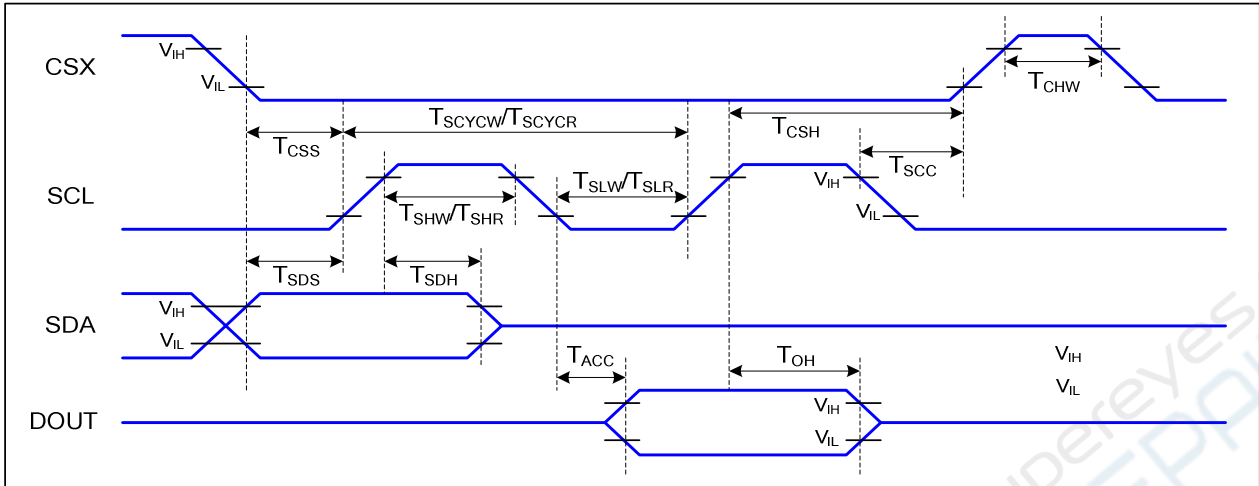 CSX
VIH
VIL
TCHW
TSCYCW/TSCYCR
TCSH
TCSS
TSCC
SCL
TSLW/TSLR
VIH
VIL
TSHW/TSHR
TSDS
TSDH
SDA
VIH
VIL
TACC
TOH
VIH
VIL
DOUT
VIH
VIL